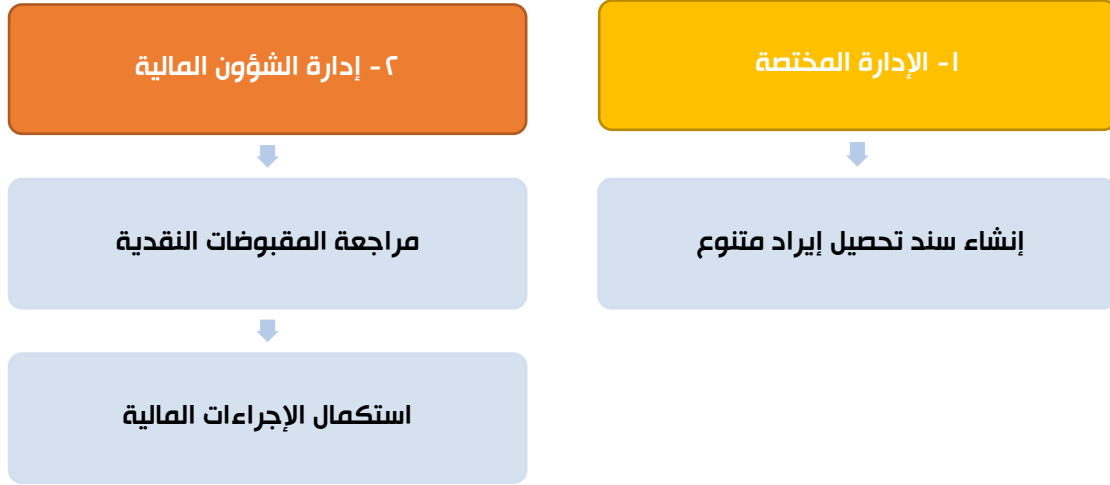 ١- الإدارة المختصة
إنشاء سند تحصيل إيراد متنوع
٢- إدارة الشؤون المالية
مراجعة المقبوضات النقدية
استكمال الإجراءات المالية